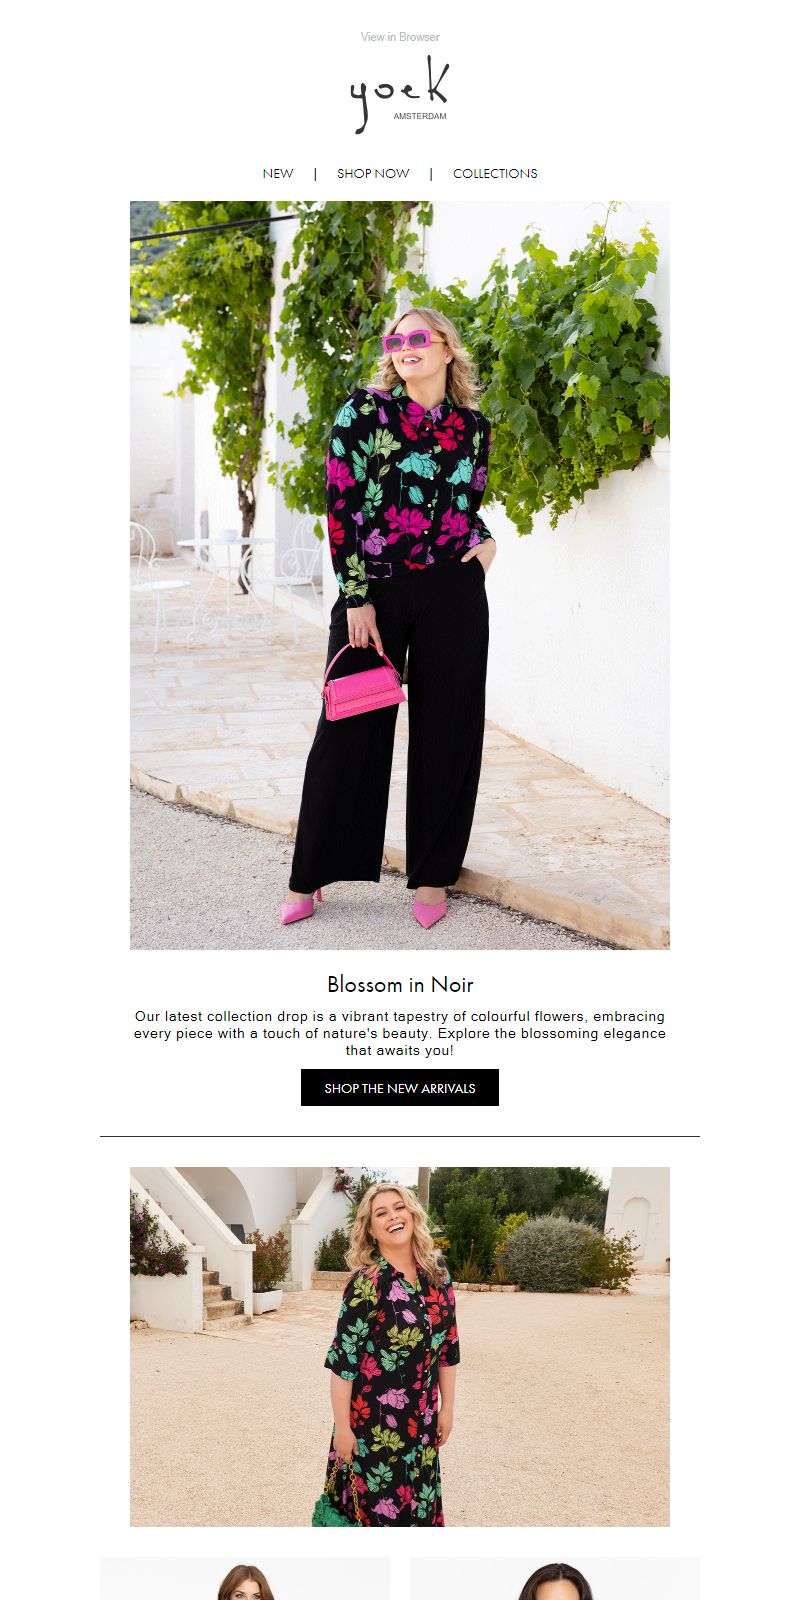 View in Browser
yoek
AMSTERDAM
NEW | SHOP NOW | COLLECTIONS
Blossom in Noir
Our latest collection drop is a vibrant tapestry of colourful flowers, embracing
every piece with a touch of nature's beauty. Explore the blossoming elegance
that awaits you!
SHOP THE NEW ARRIVALS